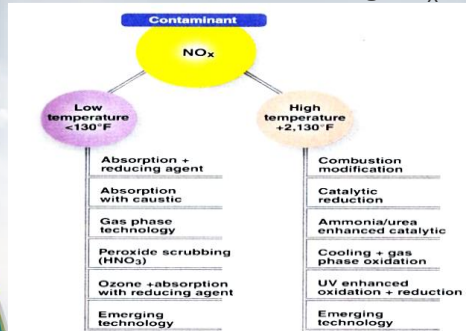 Contaminant
NOx
Low
temperature
<130°F
Absorption +
reducing agent
Absorption
with caustic
Gas phase
technology
Peroxide scrubbing
(HNO3)
Ozone +absorption
with reducing agent
Emerging
technology
High
temperature
+2,130°F
Combustion
modification
Catalytic
reduction
Ammonia/urea
enhanced catalytic
Cooling + gas
phase oxidation
UV enhanced
oxidation + reduction
Emerging
technology